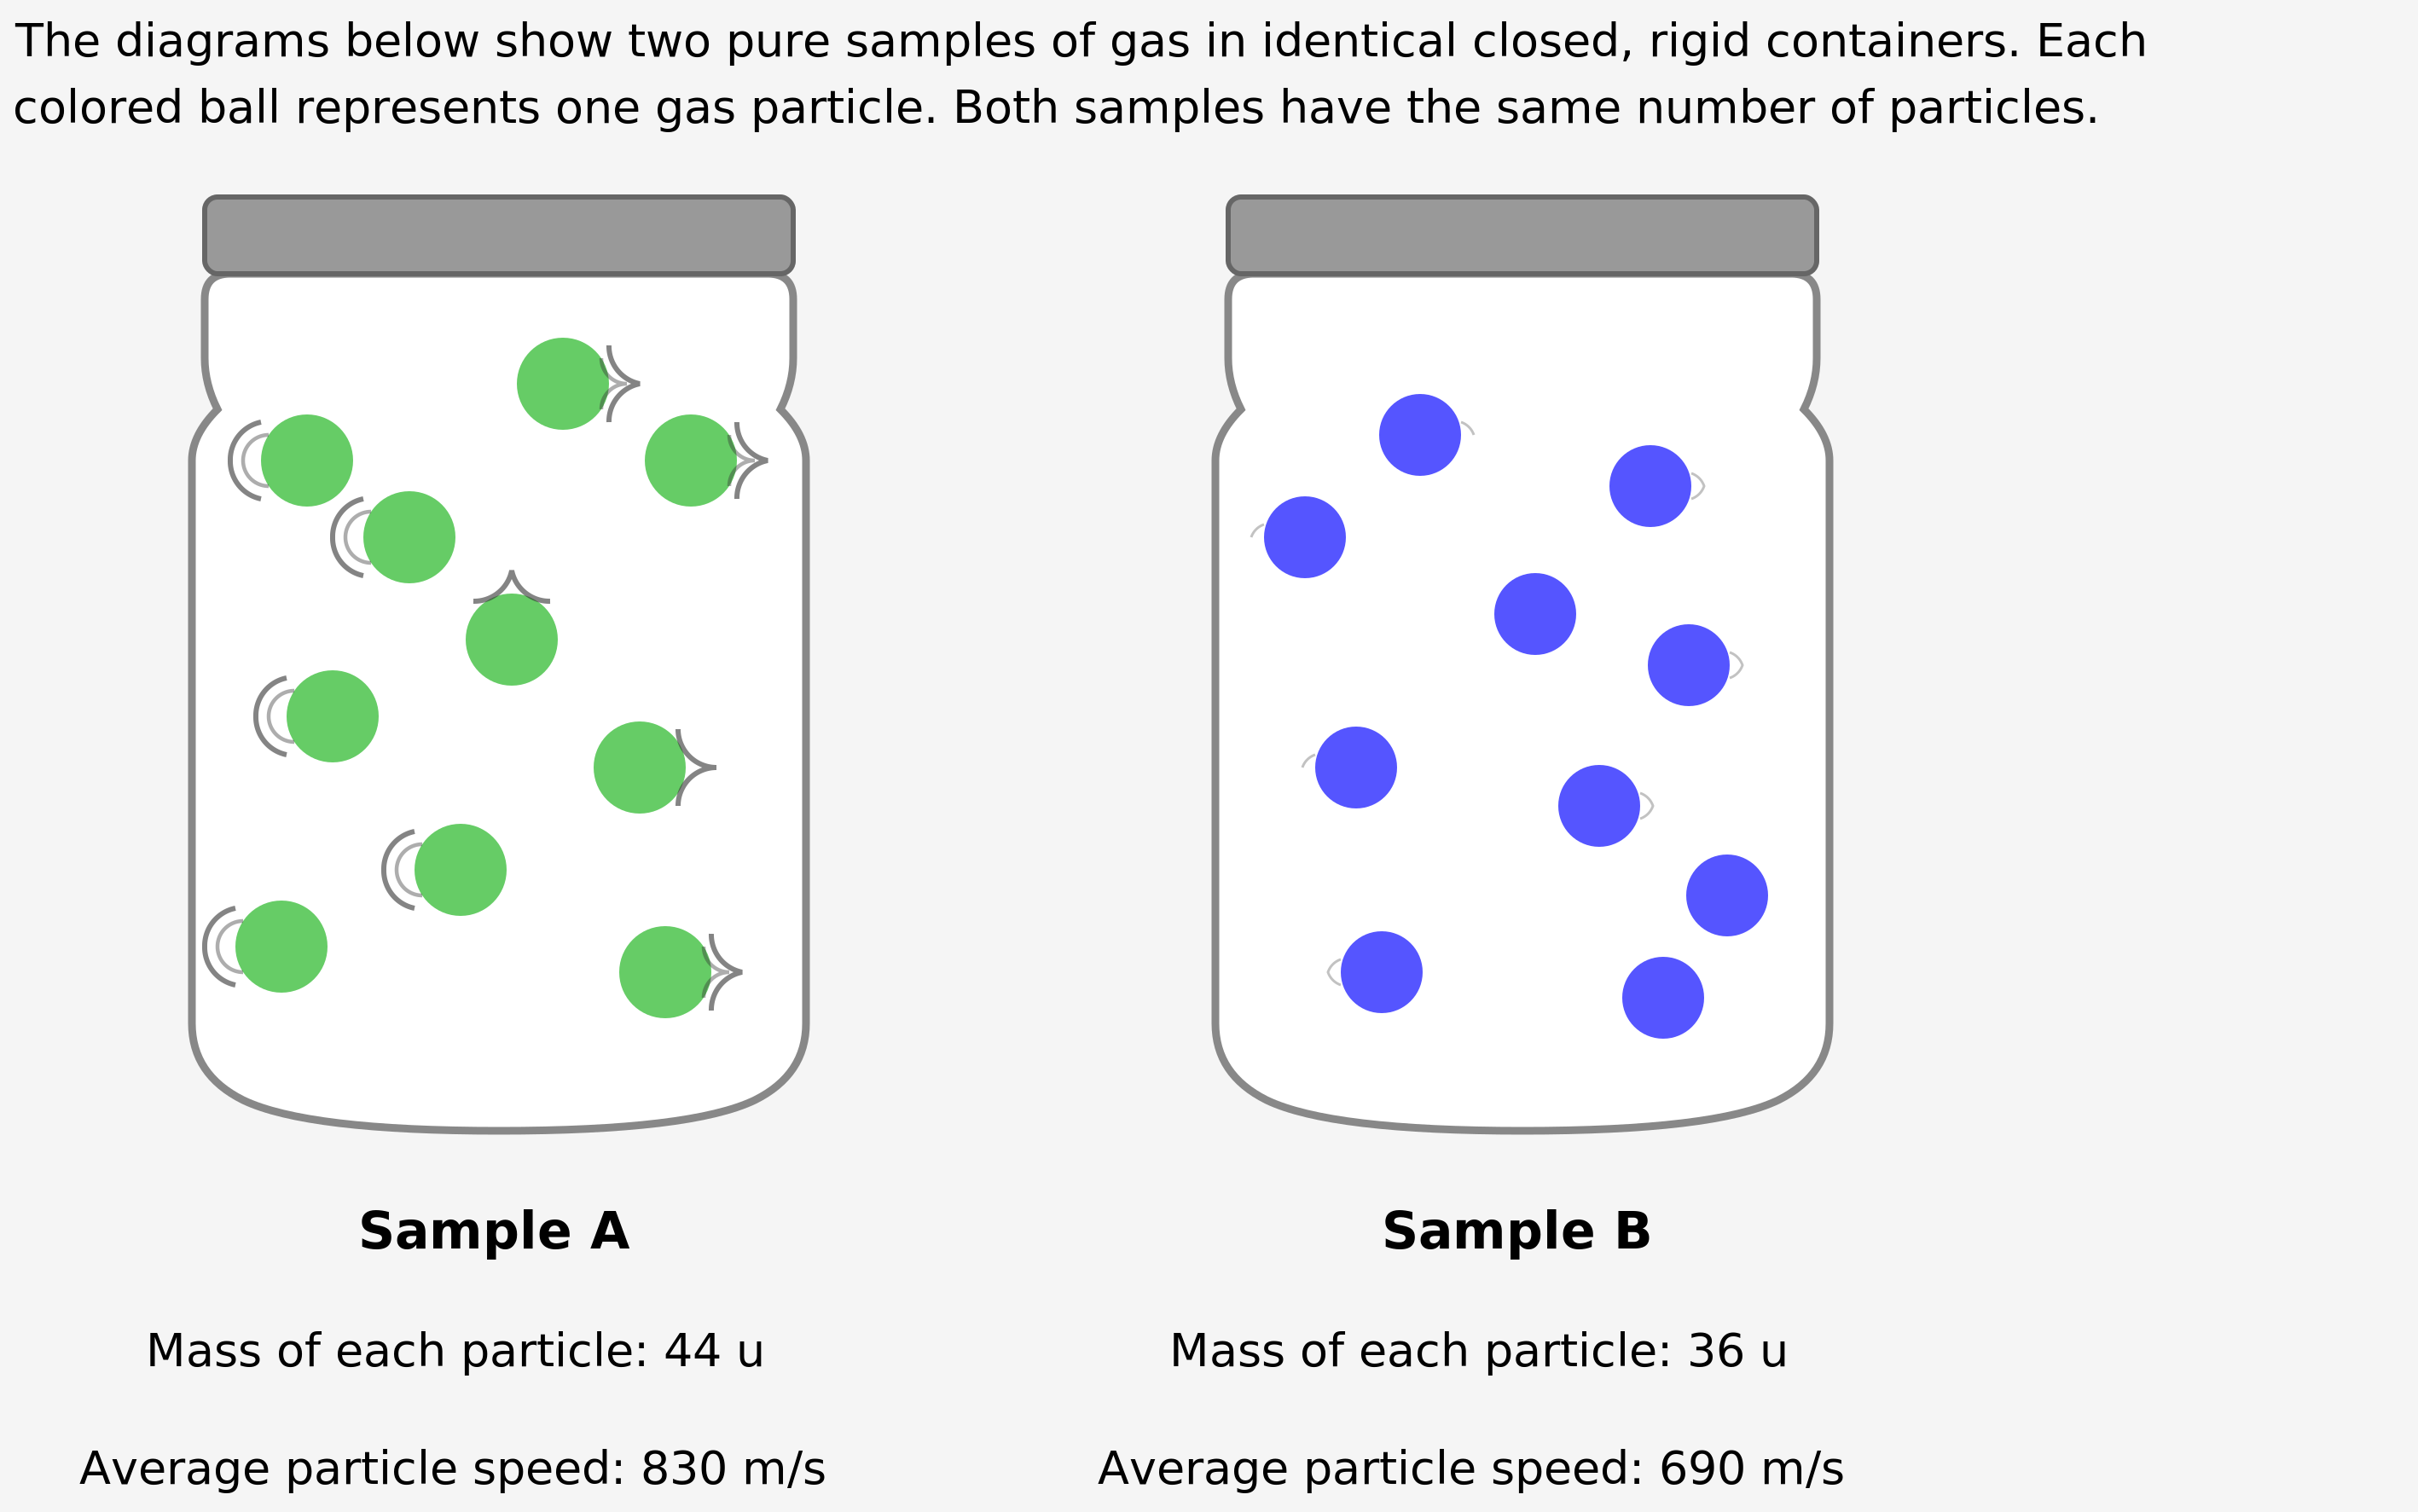 The diagrams below show two pure samples of gas in identical closed, rigid containers. Each
colored ball represents one gas particle. Both samples have the same number of particles.
Sample A
Sample B
Mass of each particle: 44 u
Mass of each particle: 36 u
Average particle speed: 830 m/s
Average particle speed: 690 m/s